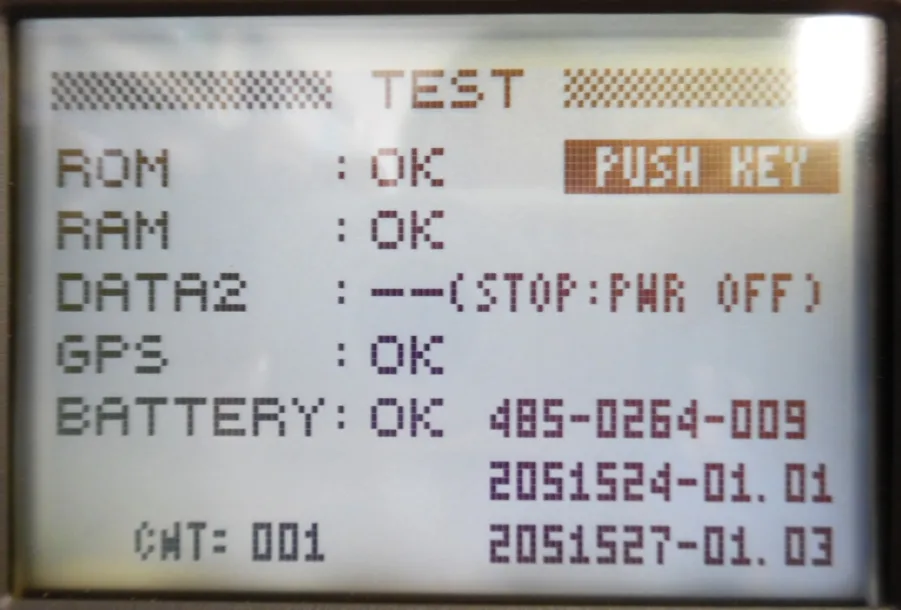 TEST
ROM : OK PUSH KEY
RAM : OK
DATA2 : --(STOP:PWR OFF)
GPS : OK
BATTERY: OK 485-0264-009
2051524-01.01
CNT: 001 2051527-01.03